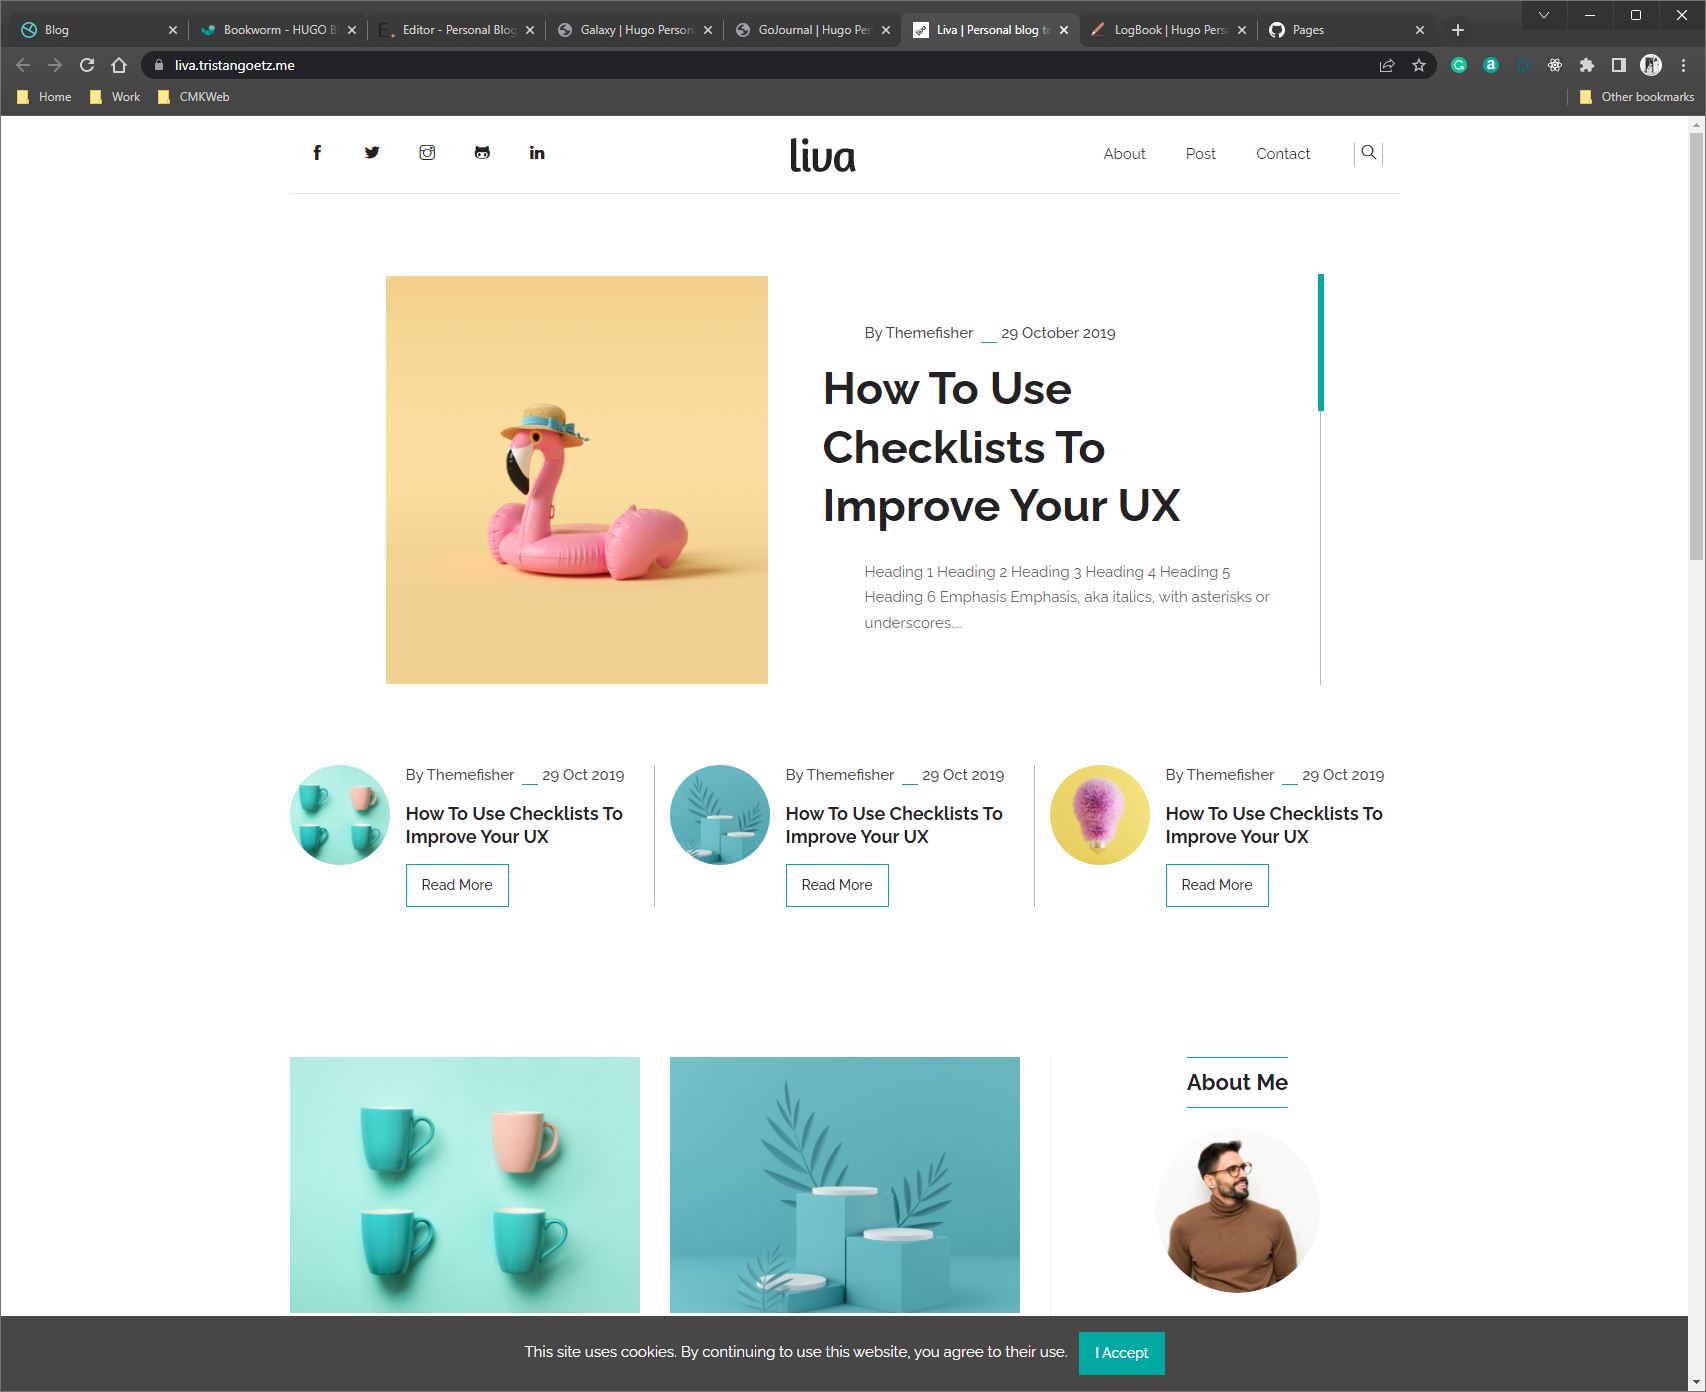 Blog
Bookworm - HUGO B
Editor - Personal Blog
Galaxy | Hugo Person
GoJournal | Hugo Per
Liva | Personal blog te
LogBook | Hugo Pers
Pages
liva.tristangoetz.me
Home
Work
CMKWeb
Other bookmarks
liva
About
Post
Contact
By Themefisher __ 29 October 2019
How To Use
Checklists To
Improve Your UX
Heading 1 Heading 2 Heading 3 Heading 4 Heading 5
Heading 6 Emphasis Emphasis, aka italics, with asterisks or
underscores....
By Themefisher __ 29 Oct 2019
How To Use Checklists To
Improve Your UX
Read More
By Themefisher __ 29 Oct 2019
How To Use Checklists To
Improve Your UX
Read More
By Themefisher __ 29 Oct 2019
How To Use Checklists To
Improve Your UX
Read More
About Me
This site uses cookies. By continuing to use this website, you agree to their use.
I Accept